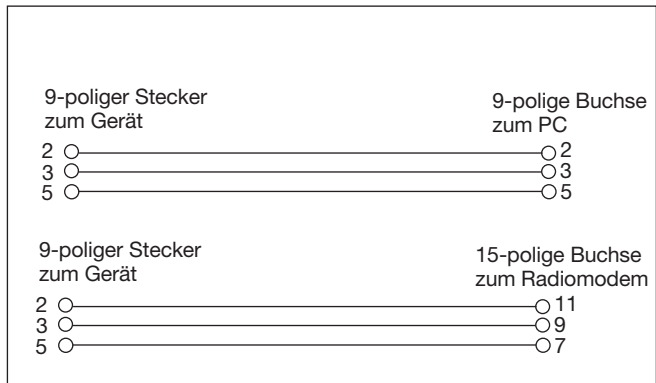 9-poliger Stecker
zum Gerät
9-polige Buchse
zum PC
2 2
3 3
5 5
9-poliger Stecker
zum Gerät
15-polige Buchse
zum Radiomodem
2 11
3 9
5 7